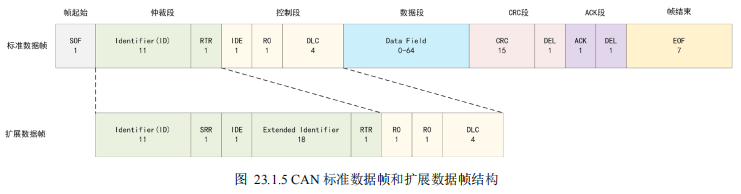 帧起始 仲裁段 控制段 数据段 CRC段 ACK段 帧结束
标准数据帧 SOF Identifier(ID) RTR IDE RO DLC Data Field CRC DEL ACK DEL EOF
1 11 1 1 1 4 0-64 15 1 1 1 7
扩展数据帧 Identifier(ID) SRR IDE Extended Identifier RTR RO RO DLC
11 1 1 18 1 1 1 4
图 23.1.5 CAN 标准数据帧和扩展数据帧结构